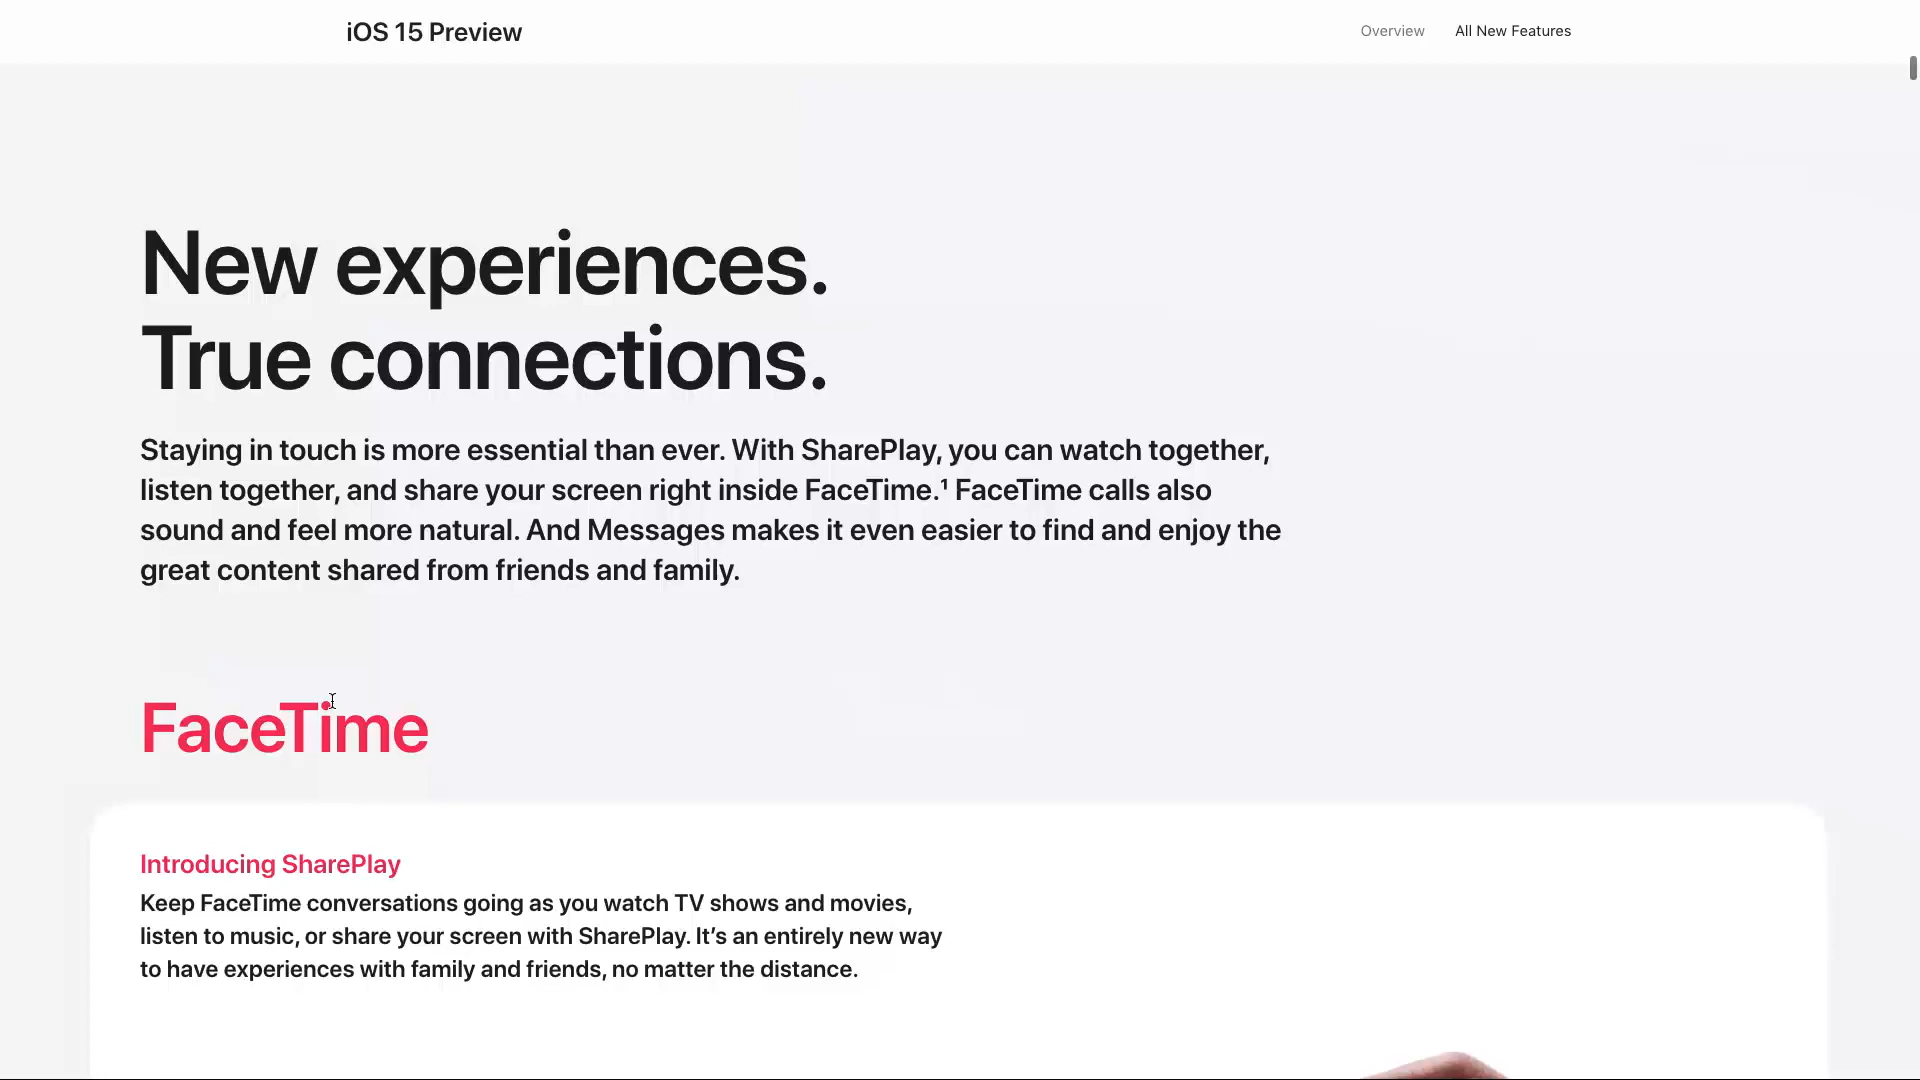 iOS 15 Preview
Overview
All New Features
New experiences.
True connections.
Staying in touch is more essential than ever. With SharePlay, you can watch together,
listen together, and share your screen right inside FaceTime.¹ FaceTime calls also
sound and feel more natural. And Messages makes it even easier to find and enjoy the
great content shared from friends and family.
FaceTime
Introducing SharePlay
Keep FaceTime conversations going as you watch TV shows and movies,
listen to music, or share your screen with SharePlay. It’s an entirely new way
to have experiences with family and friends, no matter the distance.